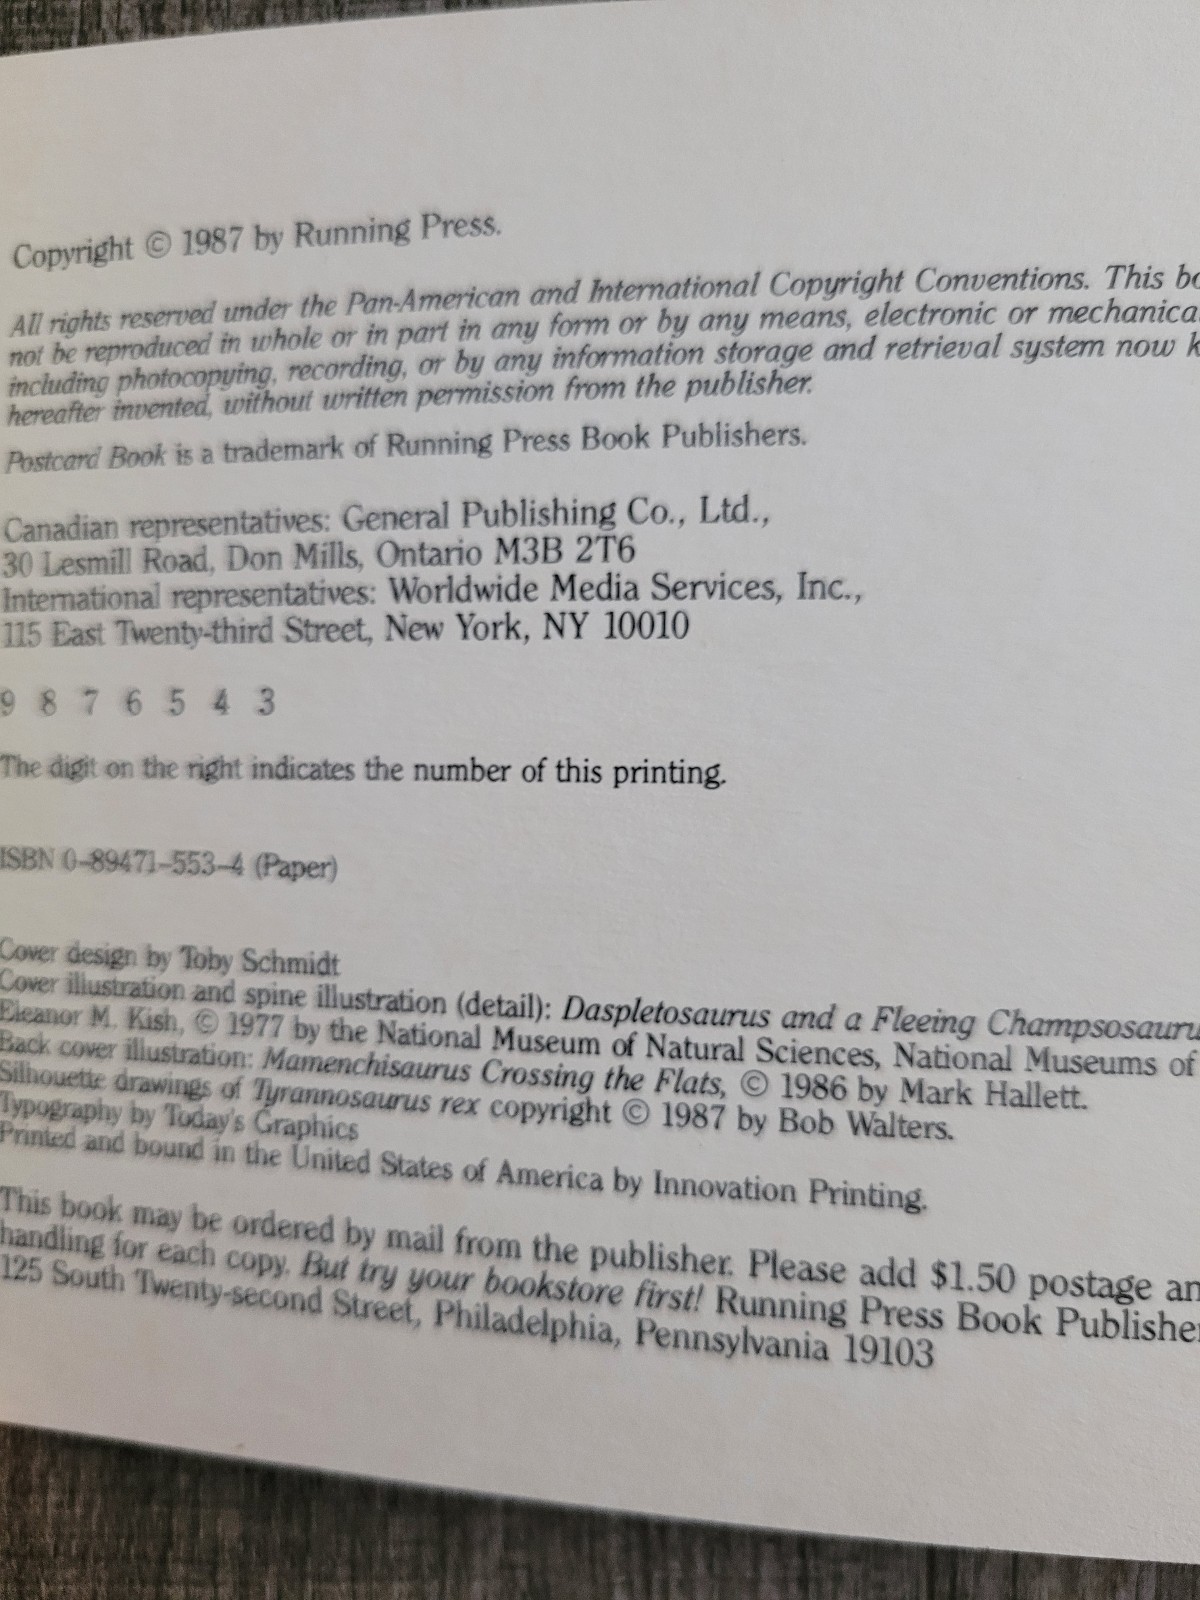 Copyright © 1987 by Running Press.
All rights reserved under the Pan-American and International Copyright Conventions. This
not be reproduced in whole or in part in any form or by any means, electronic or
including photocopying, recording, or by any information storage and retrieval system now
hereafter invented, without written permission from the publisher.
Postcard Book is a trademark of Running Press Book Publishers.
Canadian representatives: General Publishing Co., Ltd.,
30 Lesmill Road, Don Mills, Ontario M3B 2T6
International representatives: Worldwide Media Services, Inc.,
115 East Twenty-third Street, New York, NY 10010
9 8 7 6 5 4 3
The digit on the right indicates the number of this printing.
ISBN 0-89471-553-4 (Paper)
Cover design by Toby Schmidt
Cover illustration and spine illustration (detail): Daspletosaurus and a Fleeing
Eleanor M. Kish, © 1977 by the National Museum of Natural Sciences, National Museums of
Back cover illustration: Mamenchisaurus Crossing the Flats, © 1986 by Mark Hallett.
Silhouette drawings of Tyrannosaurus rex copyright © 1987 by Bob Walters.
Typography by Today's Graphics
Printed and bound in the United States of America by Innovation Printing.
This book may be ordered by mail from the publisher. Please add $1.50 postage
handling for each copy. But try your bookstore first! Running Press Book
125 South Twenty-second Street, Philadelphia, Pennsylvania 19103